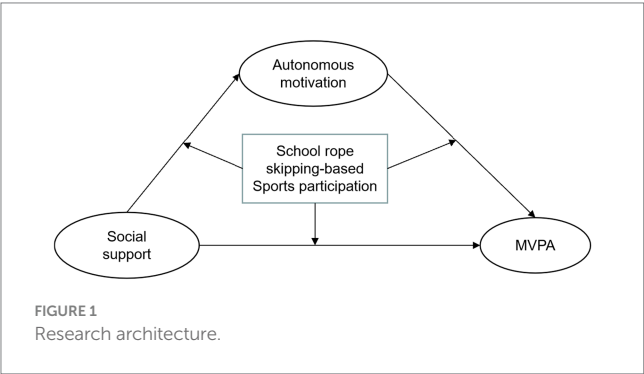 Autonomous
motivation
School rope
skipping-based
Sports participation
Social
support
MVPA
FIGURE 1
Research architecture.